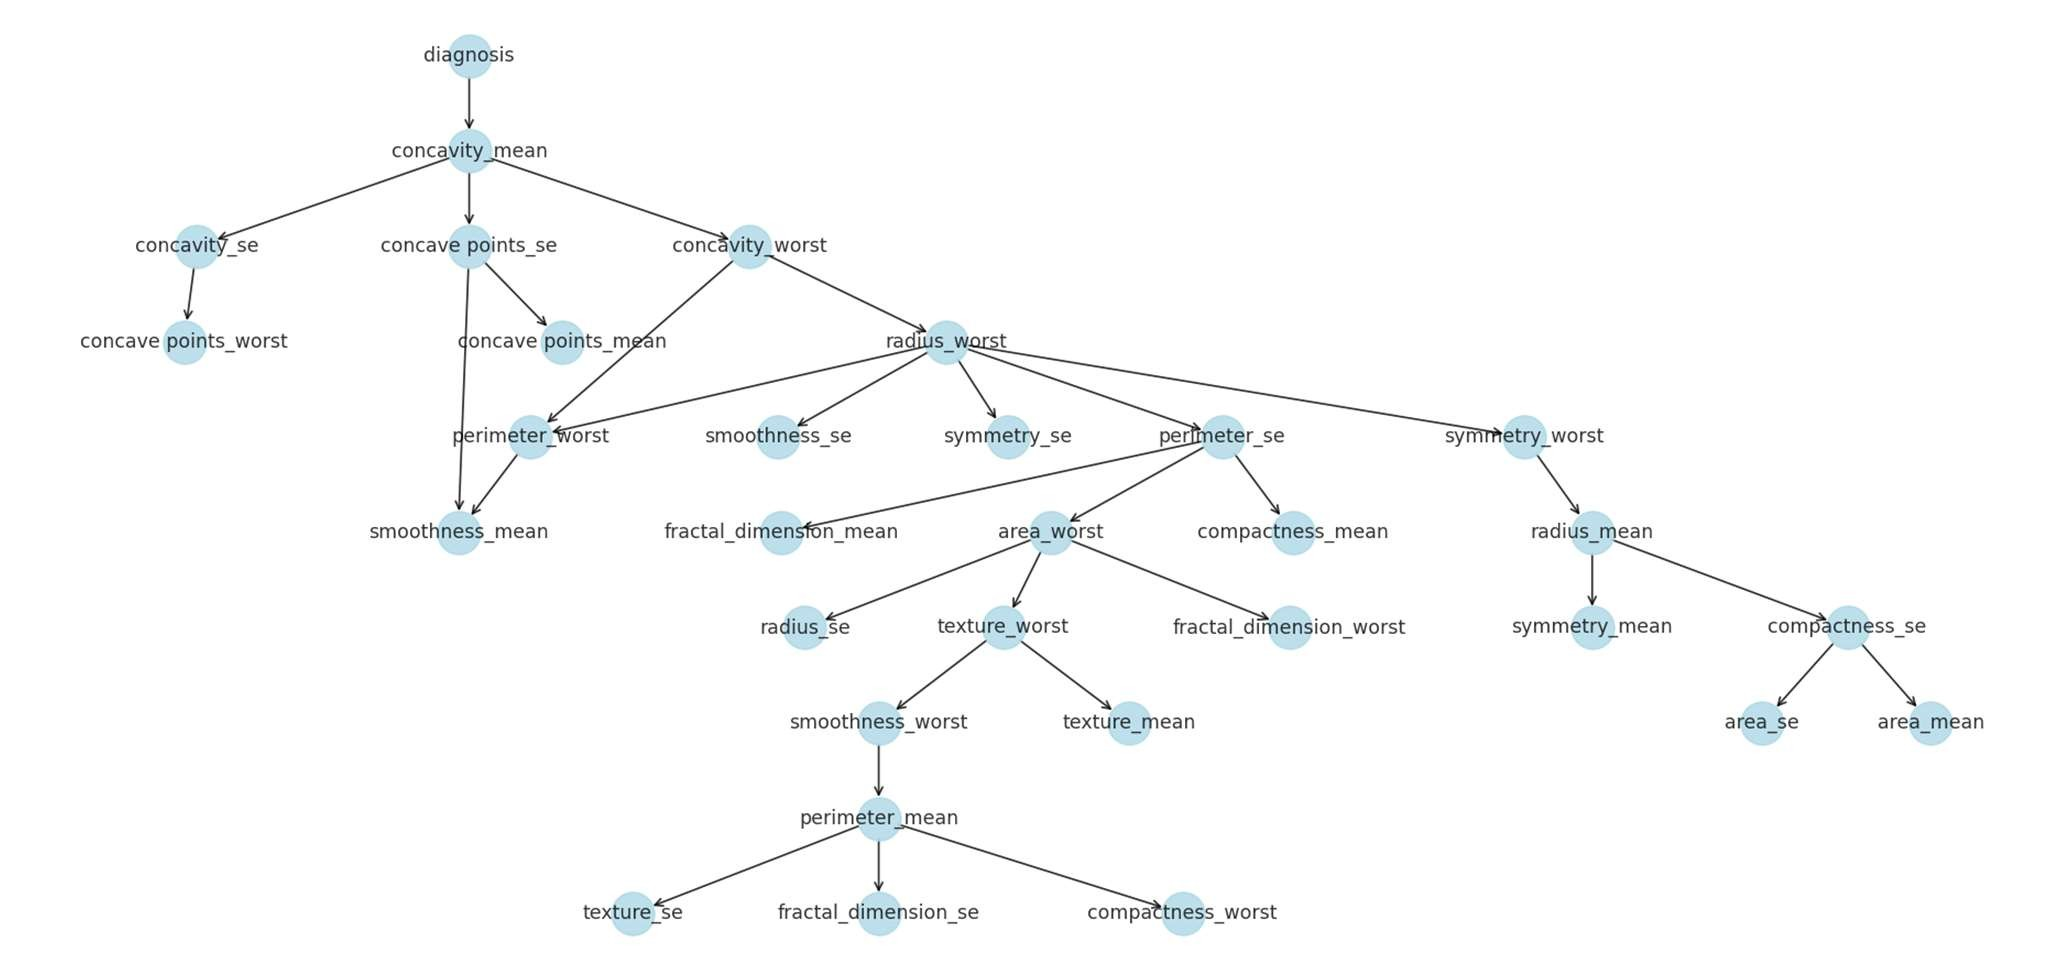 diagnosis
concavity_mean
concavity_se
concave points_se
concavity_worst
concave points_worst
concave points_mean
radius_worst
perimeter_worst
smoothness_se
symmetry_se
perimeter_se
symmetry_worst
smoothness_mean
fractal_dimension_mean
area_worst
compactness_mean
radius_mean
radius_se
texture_worst
fractal_dimension_worst
symmetry_mean
compactness_se
smoothness_worst
texture_mean
area_se
area_mean
perimeter_mean
texture_se
fractal_dimension_se
compactness_worst